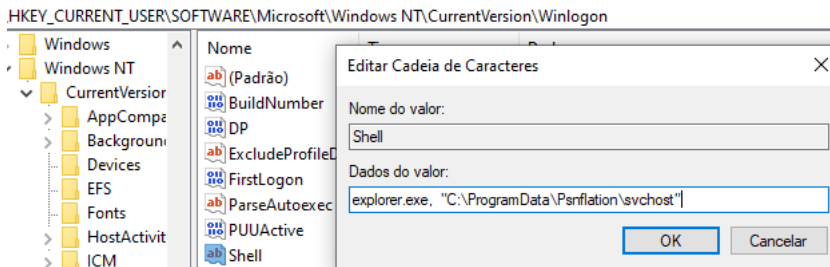 HKEY_CURRENT_USER\SOFTWARE\Microsoft\Windows NT\CurrentVersion\Winlogon
Windows
Windows NT
CurrentVersion
AppCompa
Background
Devices
EFS
Fonts
HostActivit
ICM
Nome
(Padrão)
BuildNumber
DP
ExcludeProfileD
FirstLogon
ParseAutoexec
PUUActive
Shell
Editar Cadeia de Caracteres
Nome do valor:
Shell
Dados do valor:
explorer.exe, "C:\ProgramData\Psnflation\svchost"
OK
Cancelar